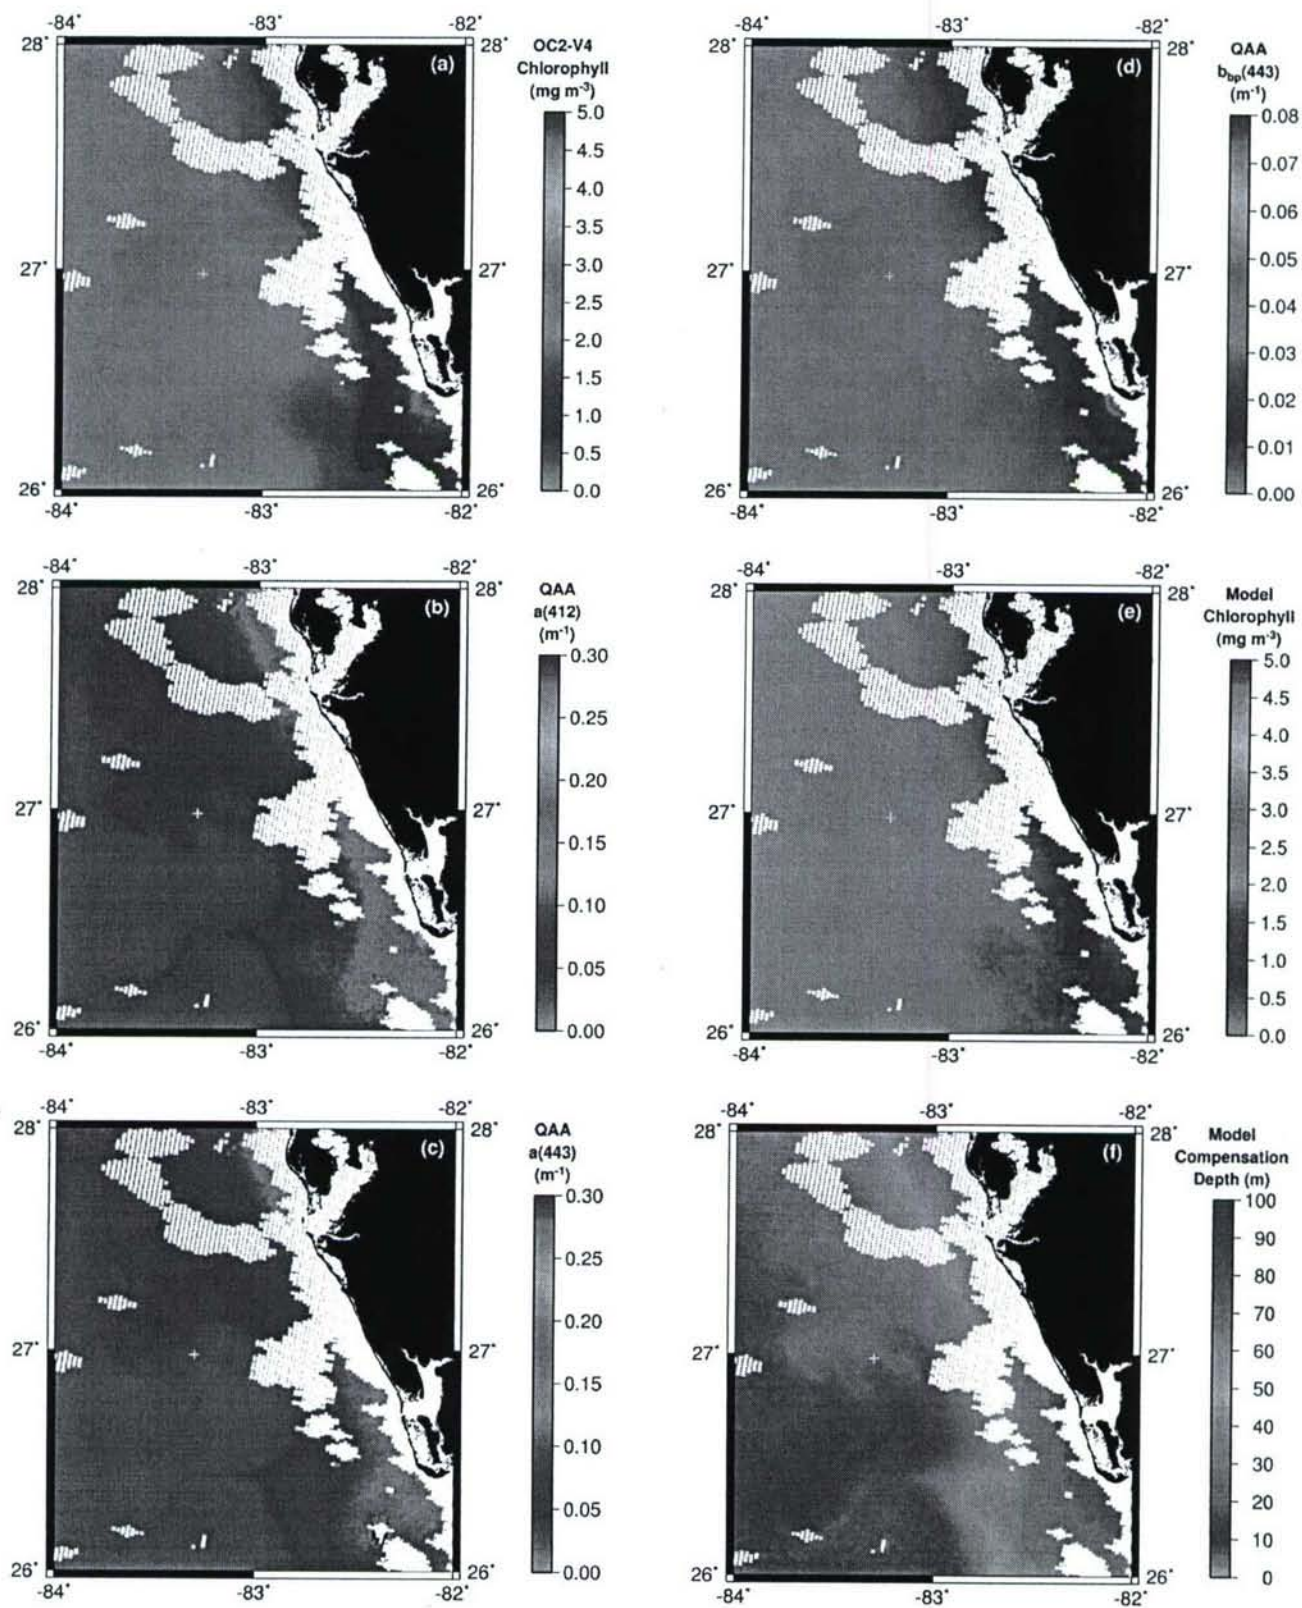 -84° -83° -82°
28° (a) 28°
27° 27°
26° 26°
-84° -83° -82°
OC2-V4
Chlorophyll
(mg m⁻³)
5.0
4.5
4.0
3.5
3.0
2.5
2.0
1.5
1.0
0.5
0.0
-84° -83° -82°
28° (d) 28°
27° 27°
26° 26°
-84° -83° -82°
QAA
b_bp(443)
(m⁻¹)
0.08
0.07
0.06
0.05
0.04
0.03
0.02
0.01
0.00
-84° -83° -82°
28° (b) 28°
27° 27°
26° 26°
-84° -83° -82°
QAA
a(412)
(m⁻¹)
0.30
0.25
0.20
0.15
0.10
0.05
0.00
-84° -83° -82°
28° (e) 28°
27° 27°
26° 26°
-84° -83° -82°
Model
Chlorophyll
(mg m⁻³)
5.0
4.5
4.0
3.5
3.0
2.5
2.0
1.5
1.0
0.5
0.0
-84° -83° -82°
28° (c) 28°
27° 27°
26° 26°
-84° -83° -82°
QAA
a(443)
(m⁻¹)
0.30
0.25
0.20
0.15
0.10
0.05
0.00
-84° -83° -82°
28° (f) 28°
27° 27°
26° 26°
-84° -83° -82°
Model
Compensation
Depth (m)
100
90
80
70
60
50
40
30
20
10
0